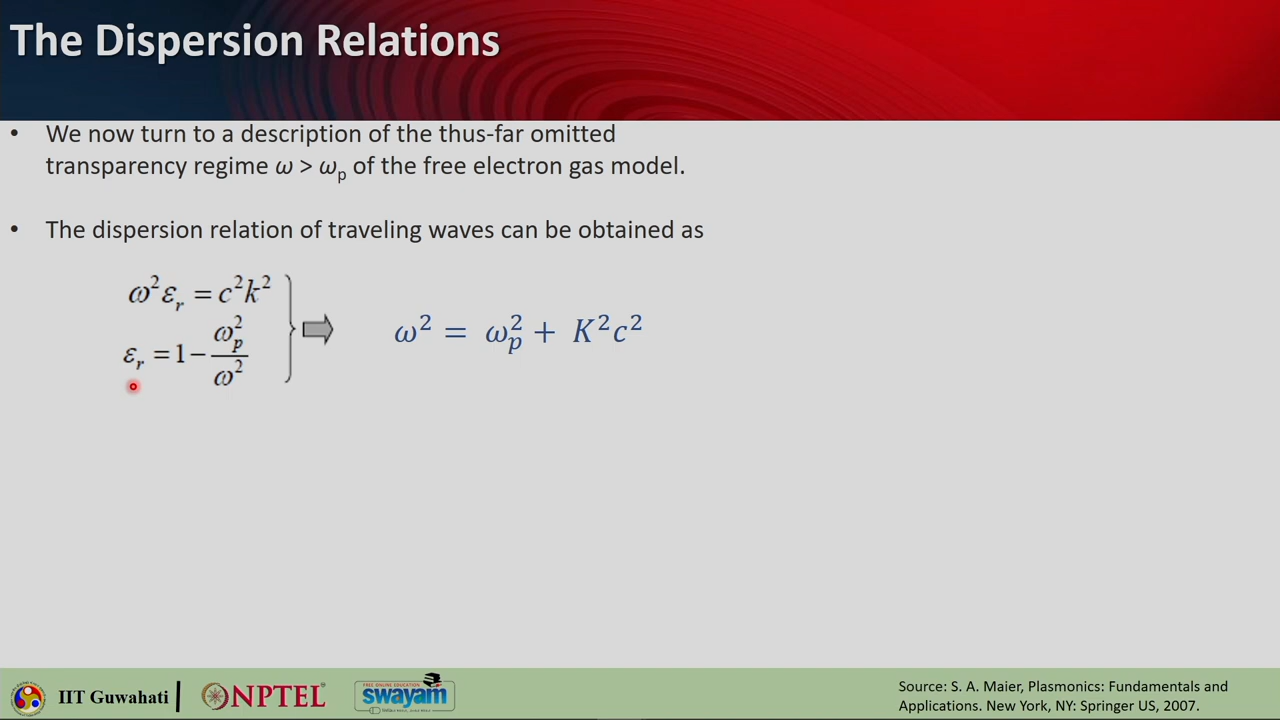 The Dispersion Relations
• We now turn to a description of the thus-far omitted
transparency regime ω > ωₚ of the free electron gas model.
• The dispersion relation of traveling waves can be obtained as
ω²εᵣ = c²k²
εᵣ = 1 − ωₚ²/ω²
ω² = ωₚ² + K²c²
IIT Guwahati
NPTEL
FREE ONLINE EDUCATION
swayam
Source: S. A. Maier, Plasmonics: Fundamentals and
Applications. New York, NY: Springer US, 2007.